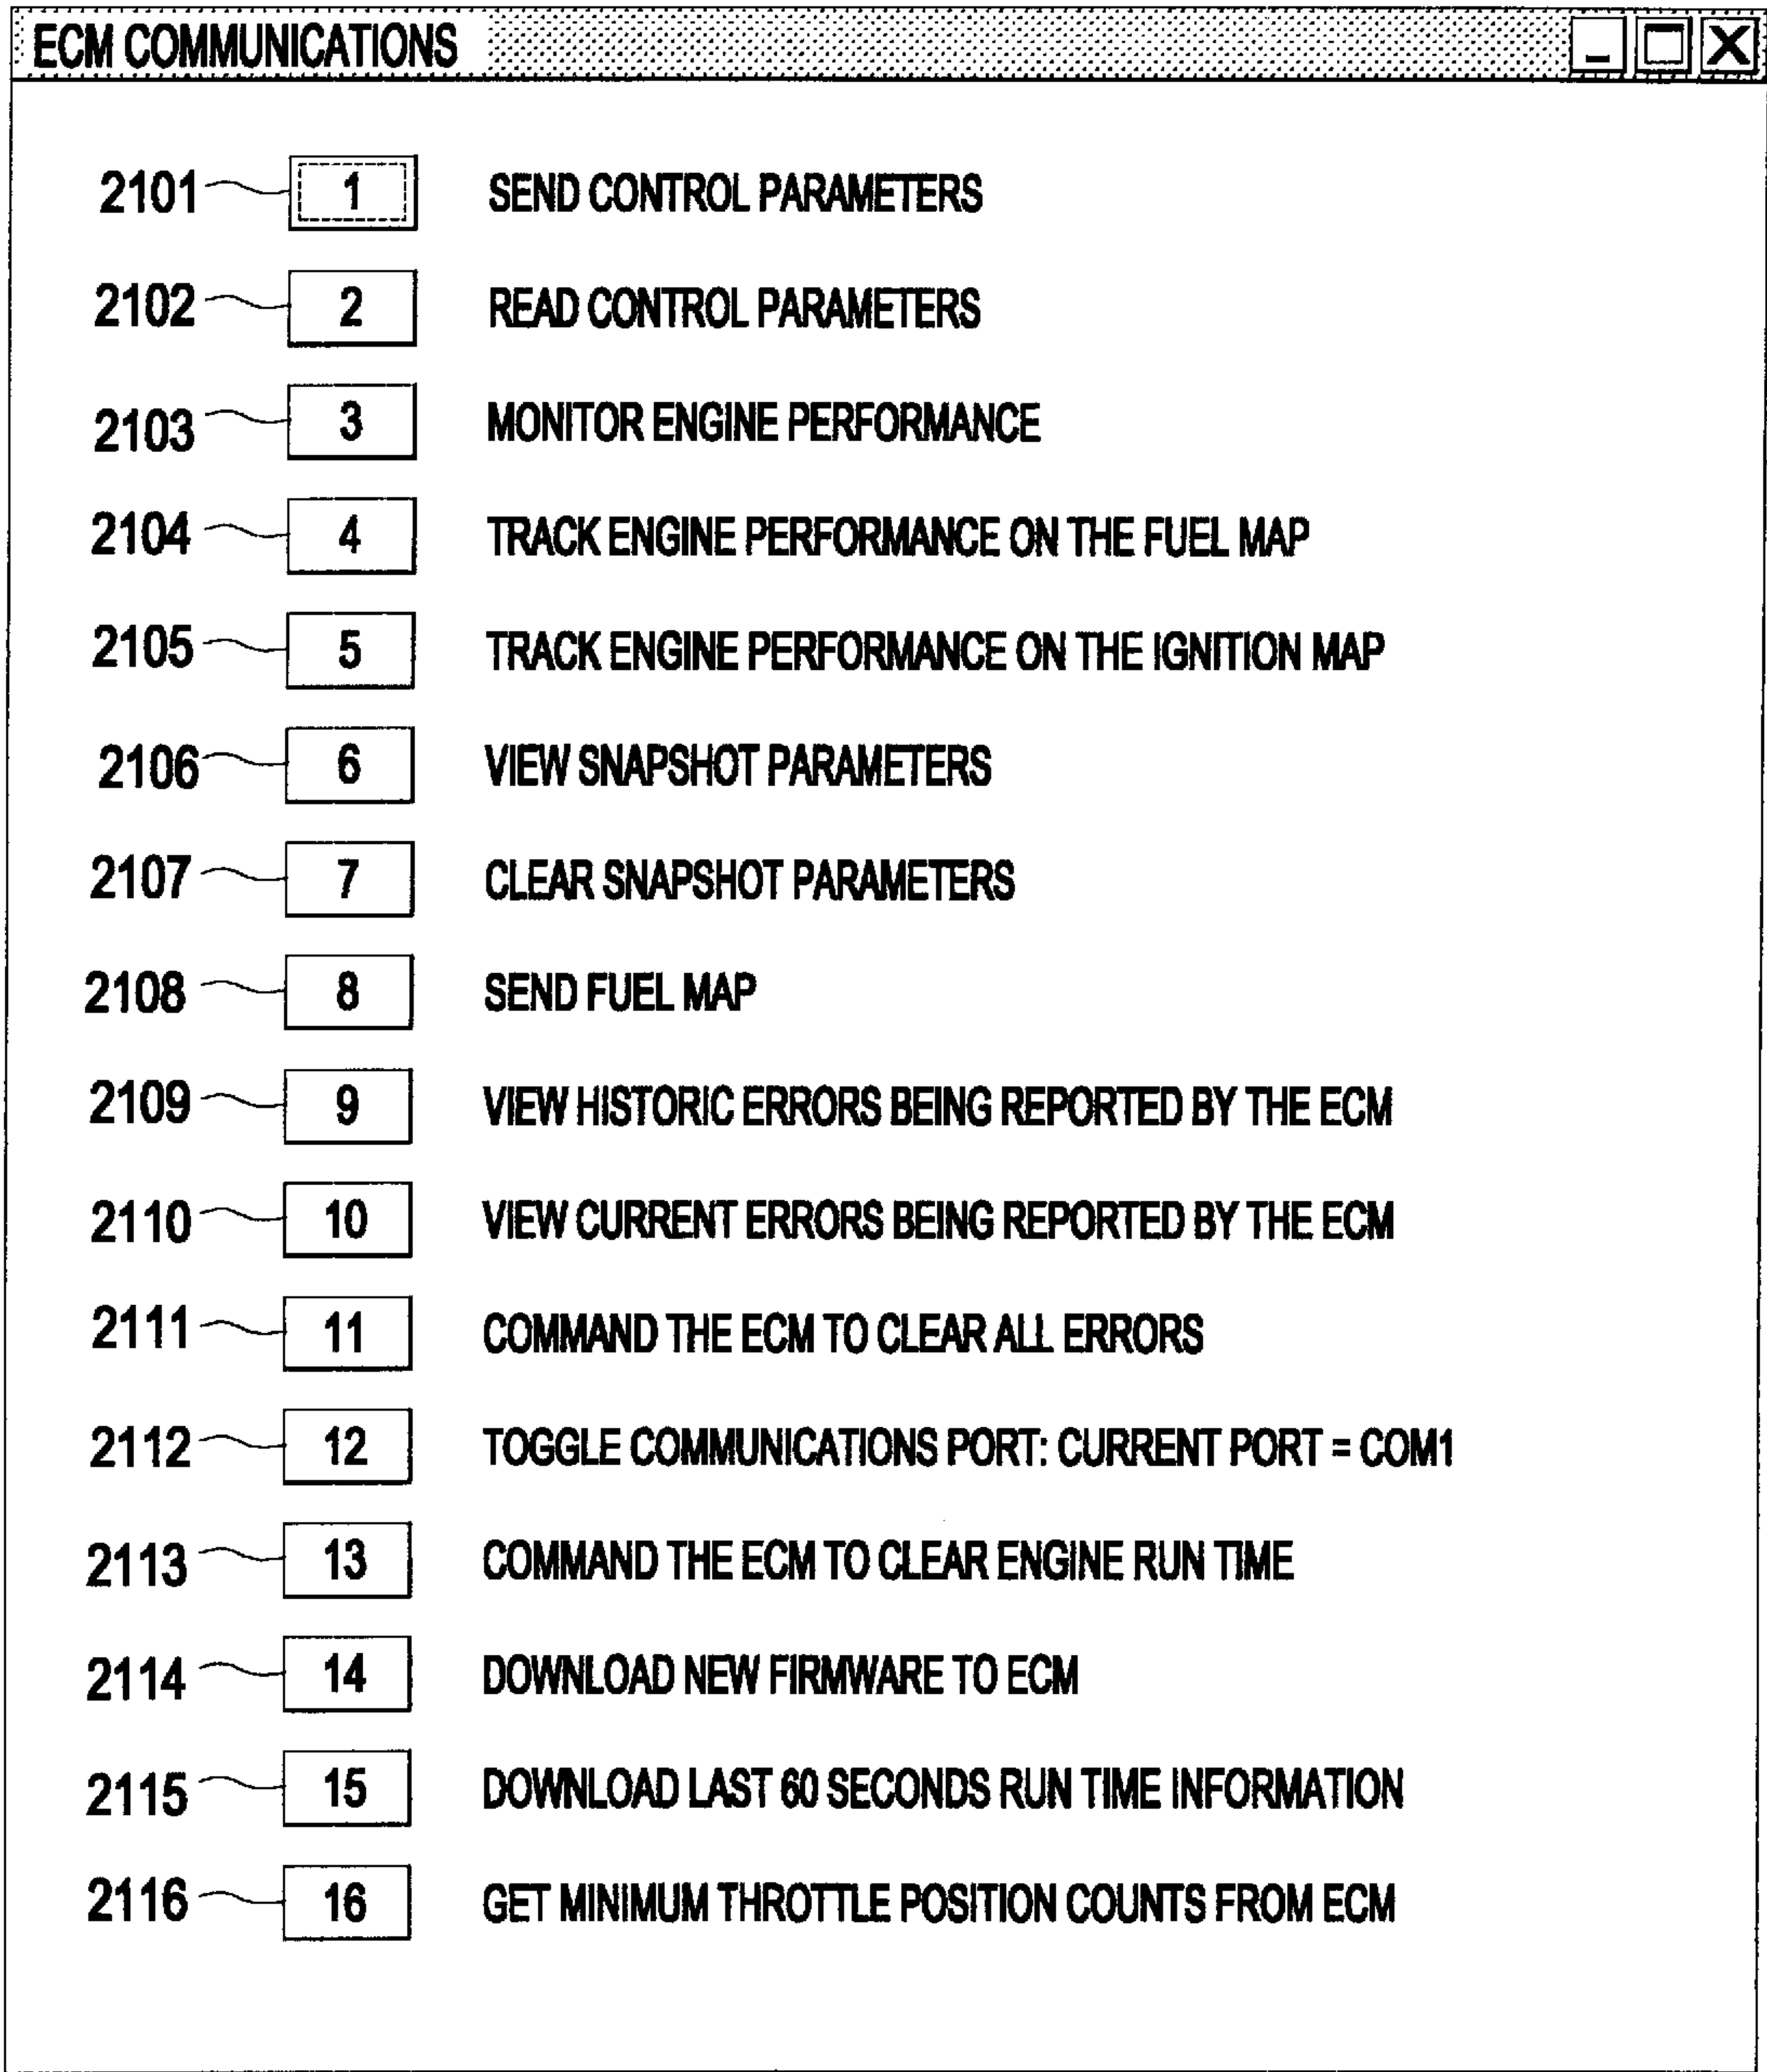 ECM COMMUNICATIONS
2101 1 SEND CONTROL PARAMETERS
2102 2 READ CONTROL PARAMETERS
2103 3 MONITOR ENGINE PERFORMANCE
2104 4 TRACK ENGINE PERFORMANCE ON THE FUEL MAP
2105 5 TRACK ENGINE PERFORMANCE ON THE IGNITION MAP
2106 6 VIEW SNAPSHOT PARAMETERS
2107 7 CLEAR SNAPSHOT PARAMETERS
2108 8 SEND FUEL MAP
2109 9 VIEW HISTORIC ERRORS BEING REPORTED BY THE ECM
2110 10 VIEW CURRENT ERRORS BEING REPORTED BY THE ECM
2111 11 COMMAND THE ECM TO CLEAR ALL ERRORS
2112 12 TOGGLE COMMUNICATIONS PORT: CURRENT PORT = COM1
2113 13 COMMAND THE ECM TO CLEAR ENGINE RUN TIME
2114 14 DOWNLOAD NEW FIRMWARE TO ECM
2115 15 DOWNLOAD LAST 60 SECONDS RUN TIME INFORMATION
2116 16 GET MINIMUM THROTTLE POSITION COUNTS FROM ECM